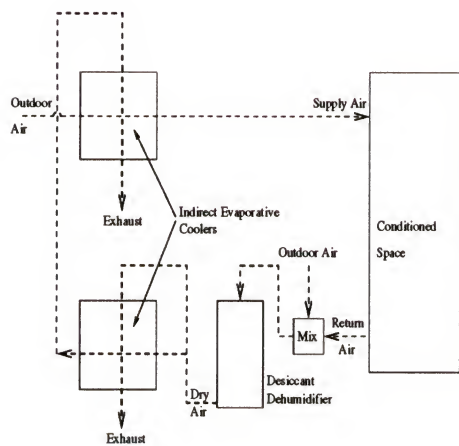 Outdoor
Air
Supply Air
Exhaust
Indirect Evaporative
Coolers
Conditioned
Space
Outdoor Air
Mix
Return
Air
Desiccant
Dehumidifier
Dry
Air
Exhaust